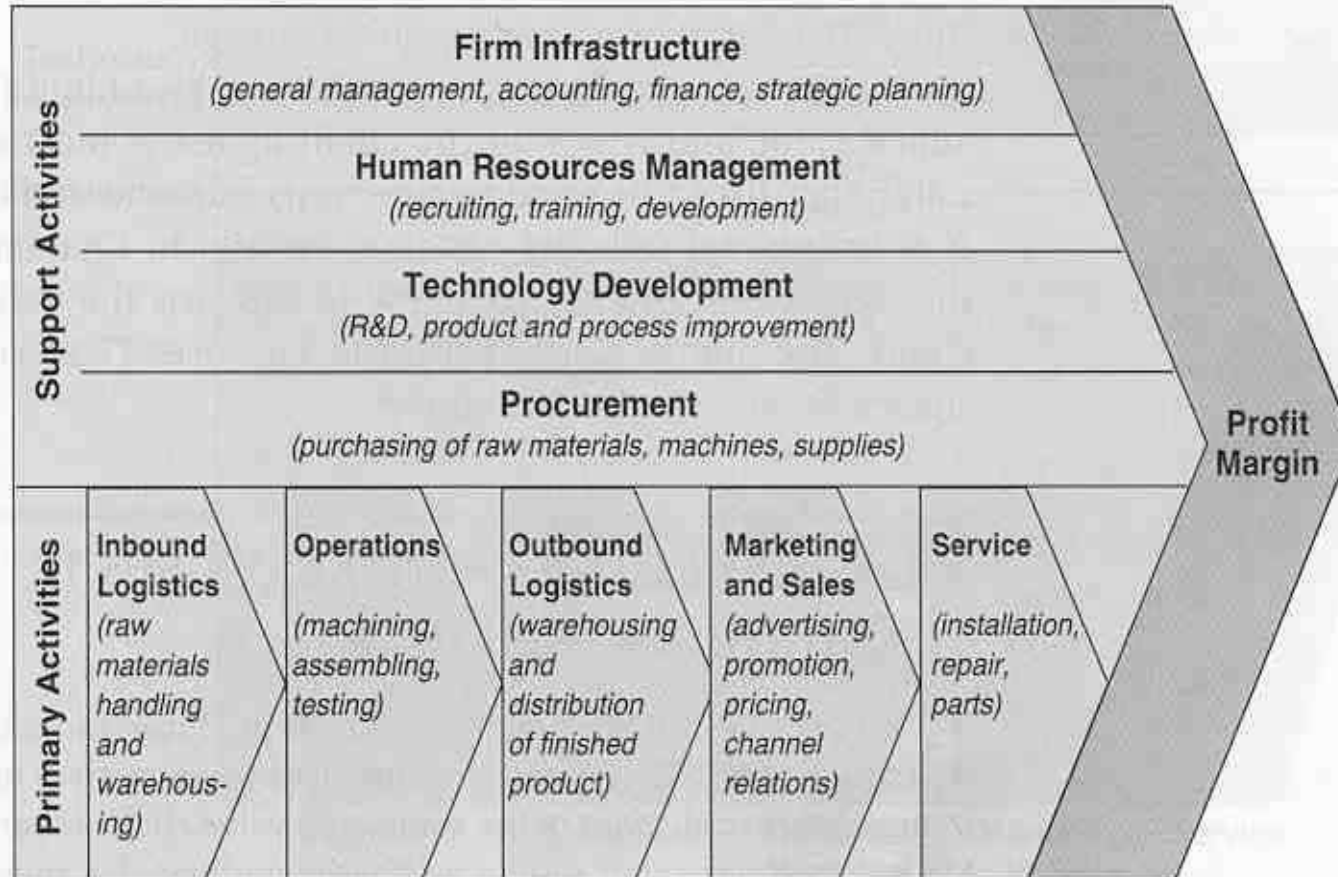 Support Activities
Firm Infrastructure
(general management, accounting, finance, strategic planning)
Human Resources Management
(recruiting, training, development)
Technology Development
(R&D, product and process improvement)
Procurement
(purchasing of raw materials, machines, supplies)
Profit
Margin
Primary Activities
Inbound
Logistics
(raw
materials
handling
and
warehous-
ing)
Operations
(machining,
assembling,
testing)
Outbound
Logistics
(warehousing
and
distribution
of finished
product)
Marketing
and Sales
(advertising,
promotion,
pricing,
channel
relations)
Service
(installation,
repair,
parts)